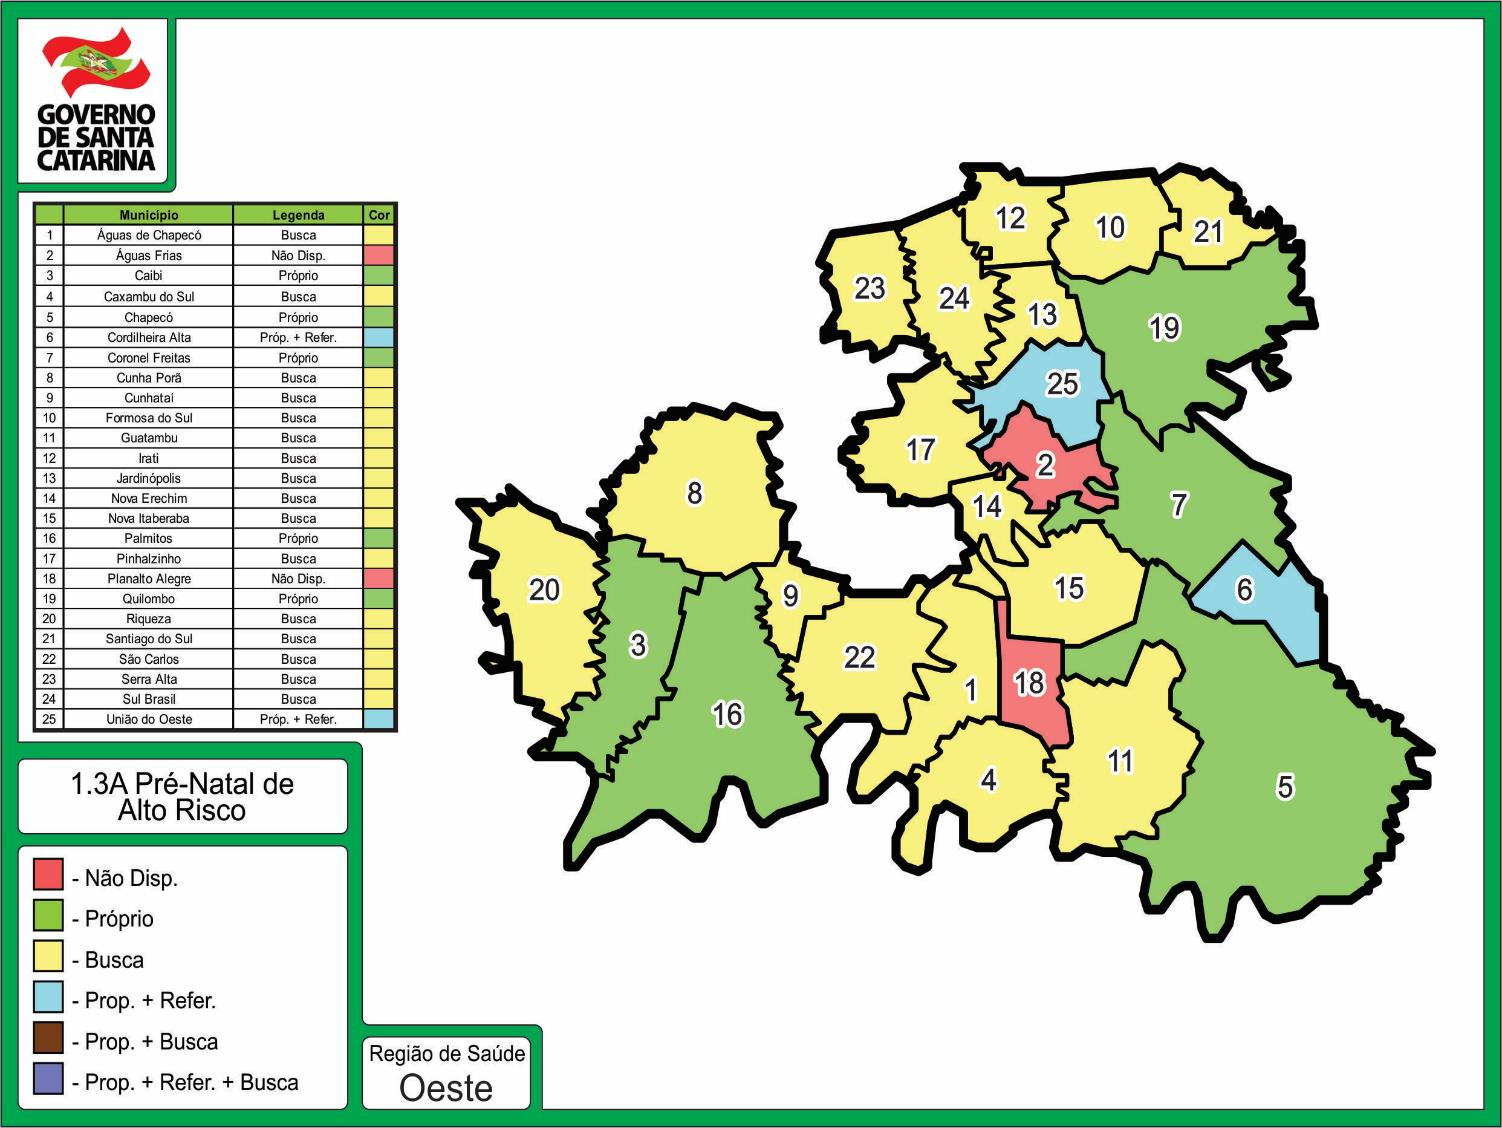 GOVERNO
DE SANTA
CATARINA
Município Legenda Cor
1 Águas de Chapecó Busca
2 Águas Frias Não Disp.
3 Caibi Próprio
4 Caxambu do Sul Busca
5 Chapecó Próprio
6 Cordilheira Alta Próp. + Refer.
7 Coronel Freitas Próprio
8 Cunha Porã Busca
9 Cunhataí Busca
10 Formosa do Sul Busca
11 Guatambu Busca
12 Irati Busca
13 Jardinópolis Busca
14 Nova Erechim Busca
15 Nova Itaberaba Busca
16 Palmitos Próprio
17 Pinhalzinho Busca
18 Planalto Alegre Não Disp.
19 Quilombo Próprio
20 Riqueza Busca
21 Santiago do Sul Busca
22 São Carlos Busca
23 Serra Alta Busca
24 Sul Brasil Busca
25 União do Oeste Próp. + Refer.
1.3A Pré-Natal de
Alto Risco
- Não Disp.
- Próprio
- Busca
- Prop. + Refer.
- Prop. + Busca
- Prop. + Refer. + Busca
Região de Saúde
Oeste
12
10
21
23
24
13
19
25
17
2
8
14
7
20
9
15
6
3
22
1
18
16
4
11
5